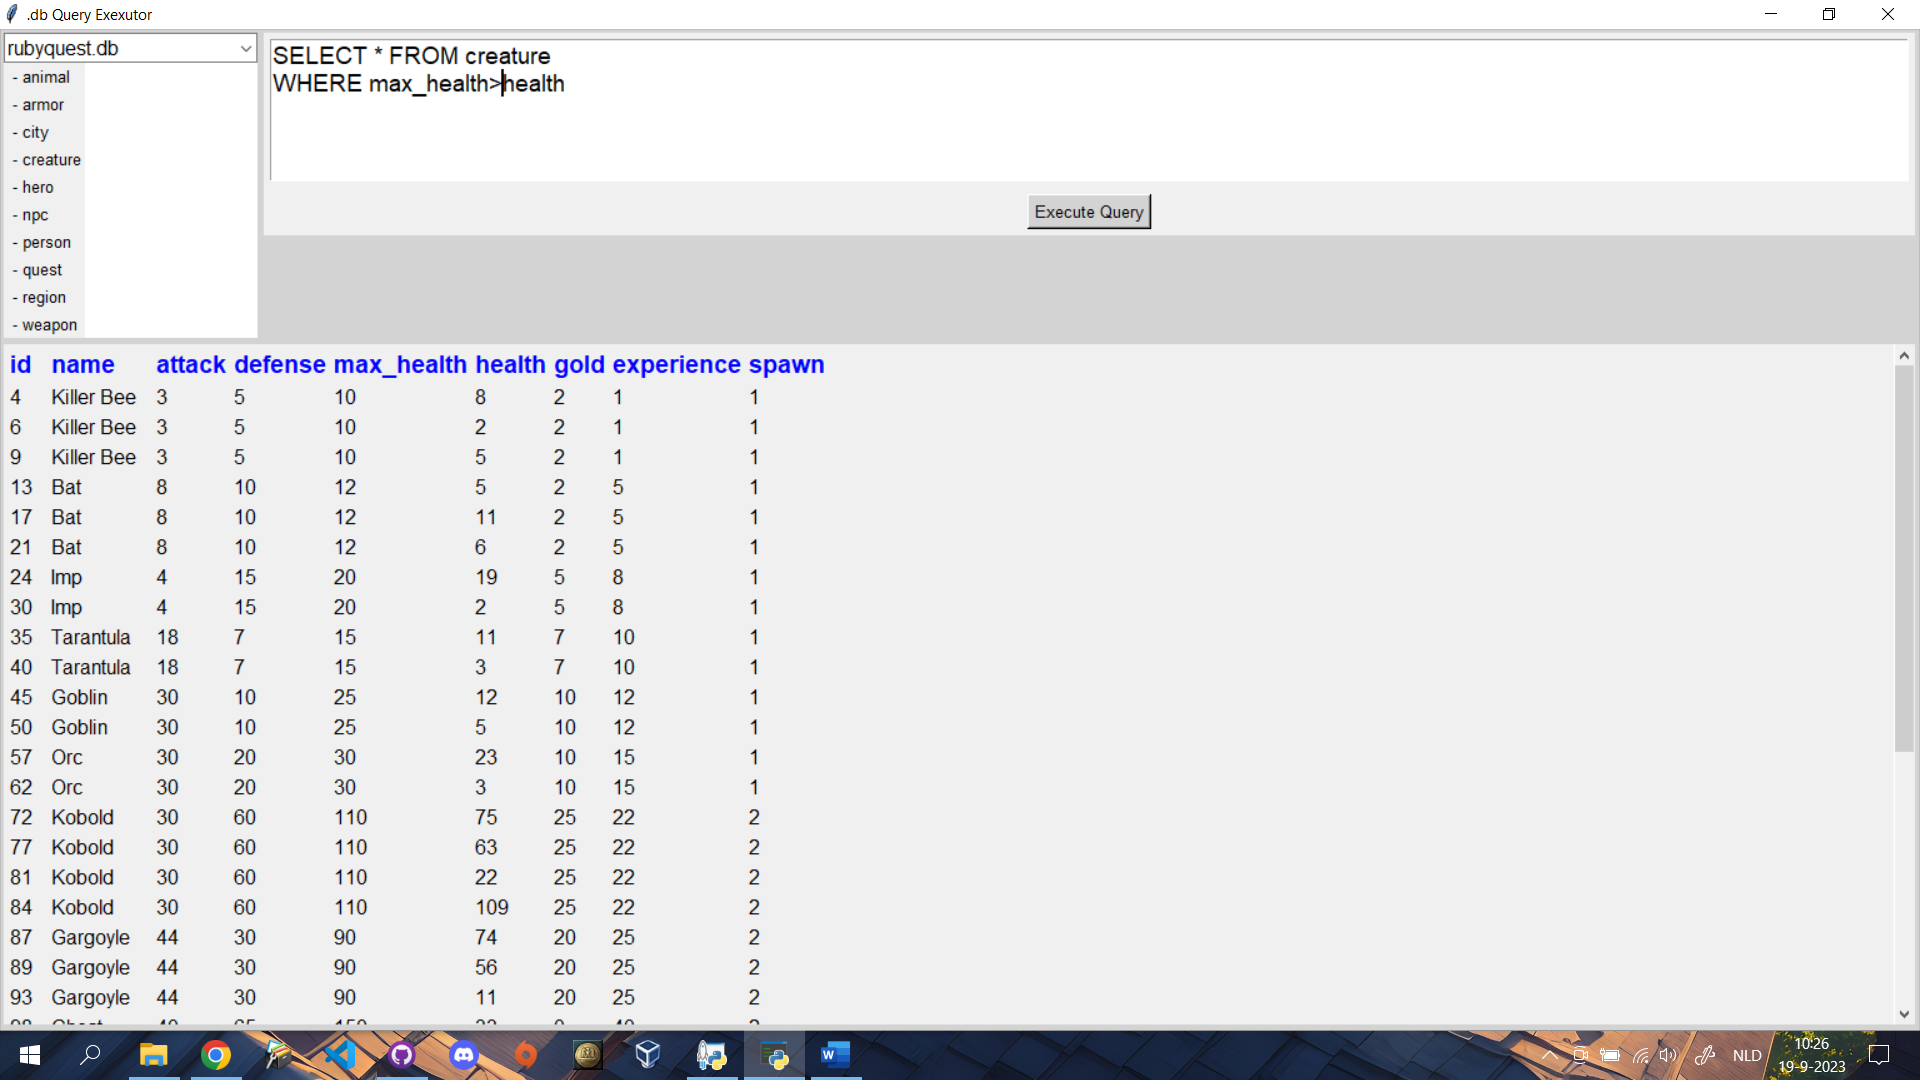 .db Query Exexutor
rubyquest.db
- animal
- armor
- city
- creature
- hero
- npc
- person
- quest
- region
- weapon
SELECT * FROM creature
WHERE max_health>health
Execute Query
id name attack defense max_health health gold experience spawn
4 Killer Bee 3 5 10 8 2 1 1
6 Killer Bee 3 5 10 2 2 1 1
9 Killer Bee 3 5 10 5 2 1 1
13 Bat 8 10 12 5 2 5 1
17 Bat 8 10 12 11 2 5 1
21 Bat 8 10 12 6 2 5 1
24 Imp 4 15 20 19 5 8 1
30 Imp 4 15 20 2 5 8 1
35 Tarantula 18 7 15 11 7 10 1
40 Tarantula 18 7 15 3 7 10 1
45 Goblin 30 10 25 12 10 12 1
50 Goblin 30 10 25 5 10 12 1
57 Orc 30 20 30 23 10 15 1
62 Orc 30 20 30 3 10 15 1
72 Kobold 30 60 110 75 25 22 2
77 Kobold 30 60 110 63 25 22 2
81 Kobold 30 60 110 22 25 22 2
84 Kobold 30 60 110 109 25 22 2
87 Gargoyle 44 30 90 74 20 25 2
89 Gargoyle 44 30 90 56 20 25 2
93 Gargoyle 44 30 90 11 20 25 2
NLD
10:26
19-9-2023